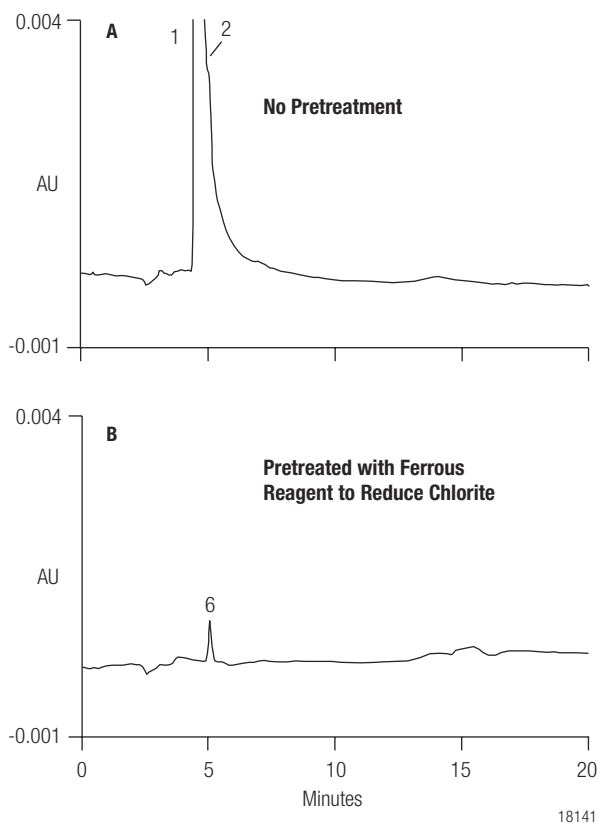 0.004
A
1
2
No Pretreatment
AU
-0.001
0.004
B
Pretreated with Ferrous
Reagent to Reduce Chlorite
AU
6
-0.001
0 5 10 15 20
Minutes
18141